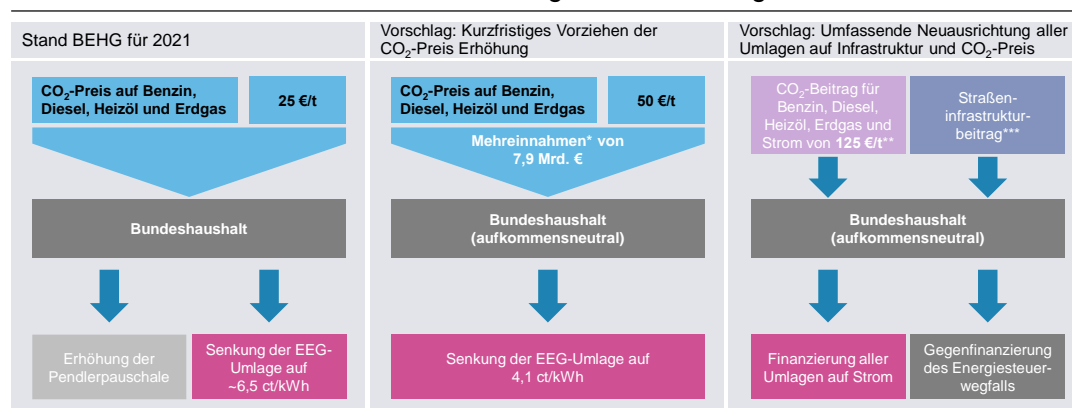 Stand BEHG für 2021
CO₂-Preis auf Benzin,
Diesel, Heizöl und Erdgas
25 €/t
Bundeshaushalt
Erhöhung der
Pendlerpauschale
Senkung der EEG-
Umlage auf
~6,5 ct/kWh
Vorschlag: Kurzfristiges Vorziehen der
CO₂-Preis Erhöhung
CO₂-Preis auf Benzin,
Diesel, Heizöl und Erdgas
50 €/t
Mehreinnahmen* von
7,9 Mrd. €
Bundeshaushalt
(aufkommensneutral)
Senkung der EEG-Umlage auf
4,1 ct/kWh
Vorschlag: Umfassende Neuausrichtung aller
Umlagen auf Infrastruktur und CO₂-Preis
CO₂-Beitrag für
Benzin, Diesel,
Heizöl, Erdgas und
Strom von 125 €/t**
Straßen-
infrastruktur-
beitrag***
Bundeshaushalt
(aufkommensneutral)
Finanzierung aller
Umlagen auf Strom
Gegenfinanzierung
des Energiesteuer-
wegfalls